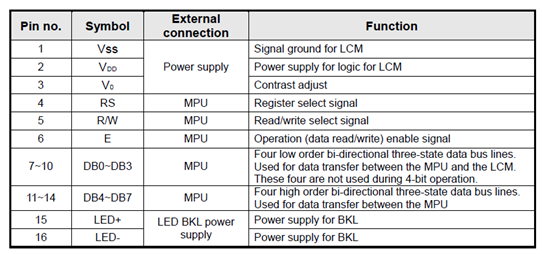 Pin no. Symbol External connection Function
1 VSS Power supply Signal ground for LCM
2 VDD Power supply for logic for LCM
3 V0 Contrast adjust
4 RS MPU Register select signal
5 R/W MPU Read/write select signal
6 E MPU Operation (data read/write) enable signal
7~10 DB0~DB3 MPU Four low order bi-directional three-state data bus lines.
Used for data transfer between the MPU and the LCM.
These four are not used during 4-bit operation.
11~14 DB4~DB7 MPU Four high order bi-directional three-state data bus lines.
Used for data transfer between the MPU
15 LED+ LED BKL power supply Power supply for BKL
16 LED- Power supply for BKL